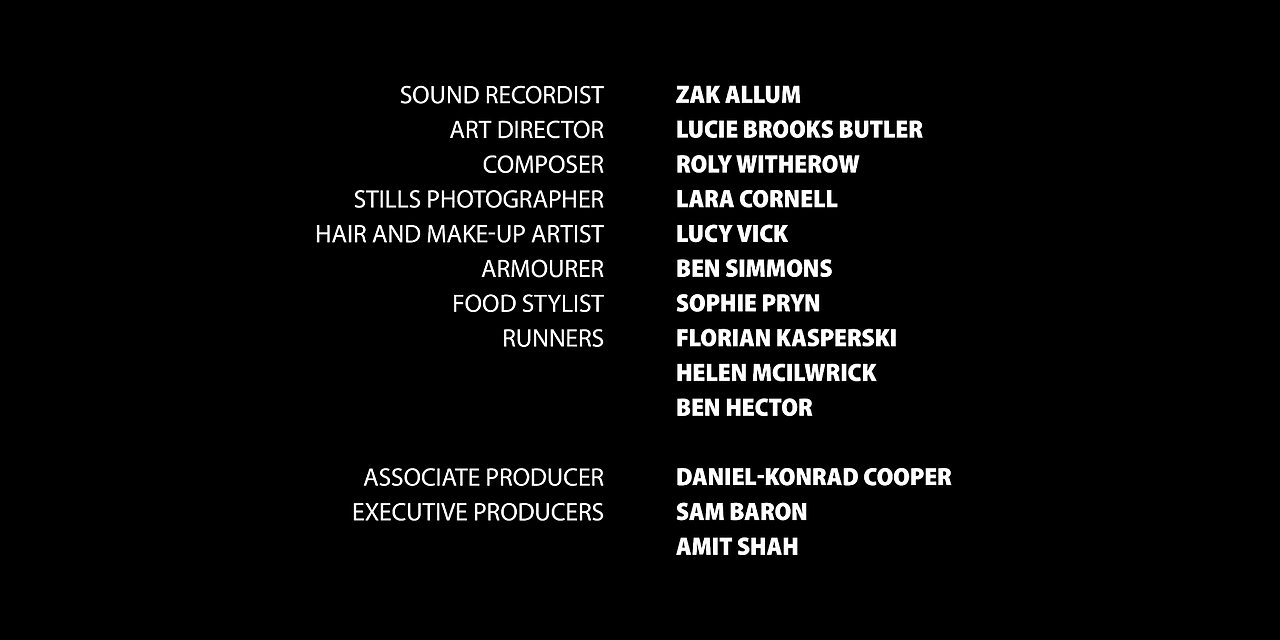 SOUND RECORDIST ZAK ALLUM
ART DIRECTOR LUCIE BROOKS BUTLER
COMPOSER ROLY WITHEROW
STILLS PHOTOGRAPHER LARA CORNELL
HAIR AND MAKE-UP ARTIST LUCY VICK
ARMOURER BEN SIMMONS
FOOD STYLIST SOPHIE PRYN
RUNNERS FLORIAN KASPERSKI
HELEN MCILWRICK
BEN HECTOR
ASSOCIATE PRODUCER DANIEL-KONRAD COOPER
EXECUTIVE PRODUCERS SAM BARON
AMIT SHAH